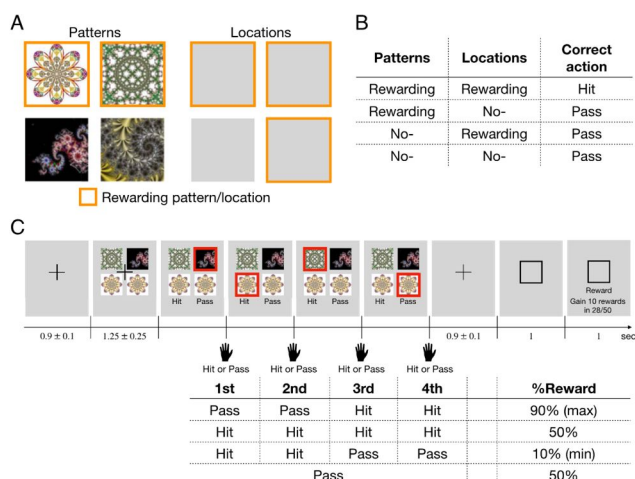 A
Patterns Locations
Rewarding pattern/location
B
Patterns Locations Correct action
Rewarding Rewarding Hit
Rewarding No- Pass
No- Rewarding Pass
No- No- Pass
C
Hit Pass Hit Pass Hit Pass Hit Pass
Reward
Gain 10 rewards
in 28/50
0.9 ± 0.1 1.25 ± 0.25 0.9 ± 0.1 1 1 sec
Hit or Pass Hit or Pass Hit or Pass Hit or Pass
1st 2nd 3rd 4th %Reward
Pass Pass Hit Hit 90% (max)
Hit Hit Hit Hit 50%
Hit Hit Pass Pass 10% (min)
Pass 50%